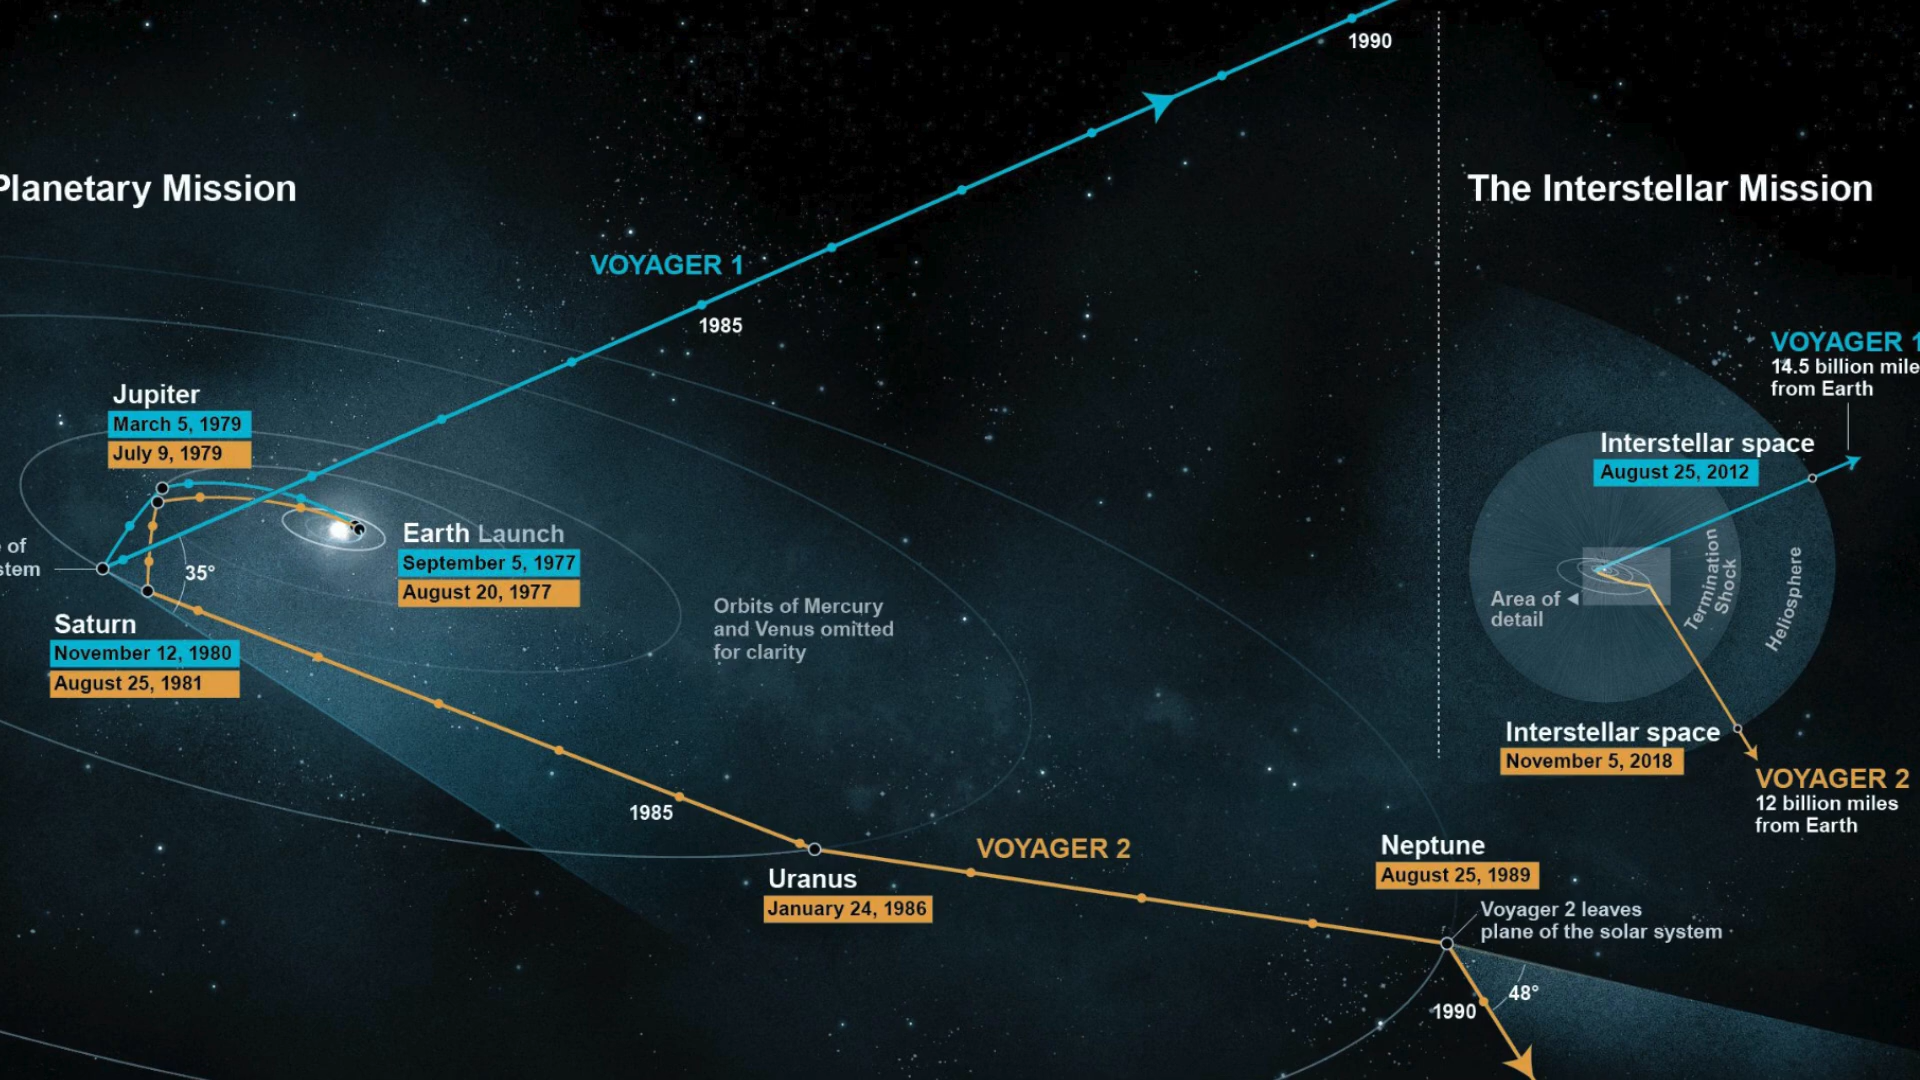 1990
Planetary Mission
The Interstellar Mission
VOYAGER 1
1985
VOYAGER 1
14.5 billion mile
from Earth
Jupiter
March 5, 1979
July 9, 1979
Interstellar space
August 25, 2012
Earth Launch
September 5, 1977
August 20, 1977
of
stem
35°
Saturn
November 12, 1980
August 25, 1981
Orbits of Mercury
and Venus omitted
for clarity
Area of
detail
Termination
Shock
Heliosphere
Interstellar space
November 5, 2018
VOYAGER 2
12 billion miles
from Earth
1985
VOYAGER 2
Uranus
January 24, 1986
Neptune
August 25, 1989
Voyager 2 leaves
plane of the solar system
48°
1990